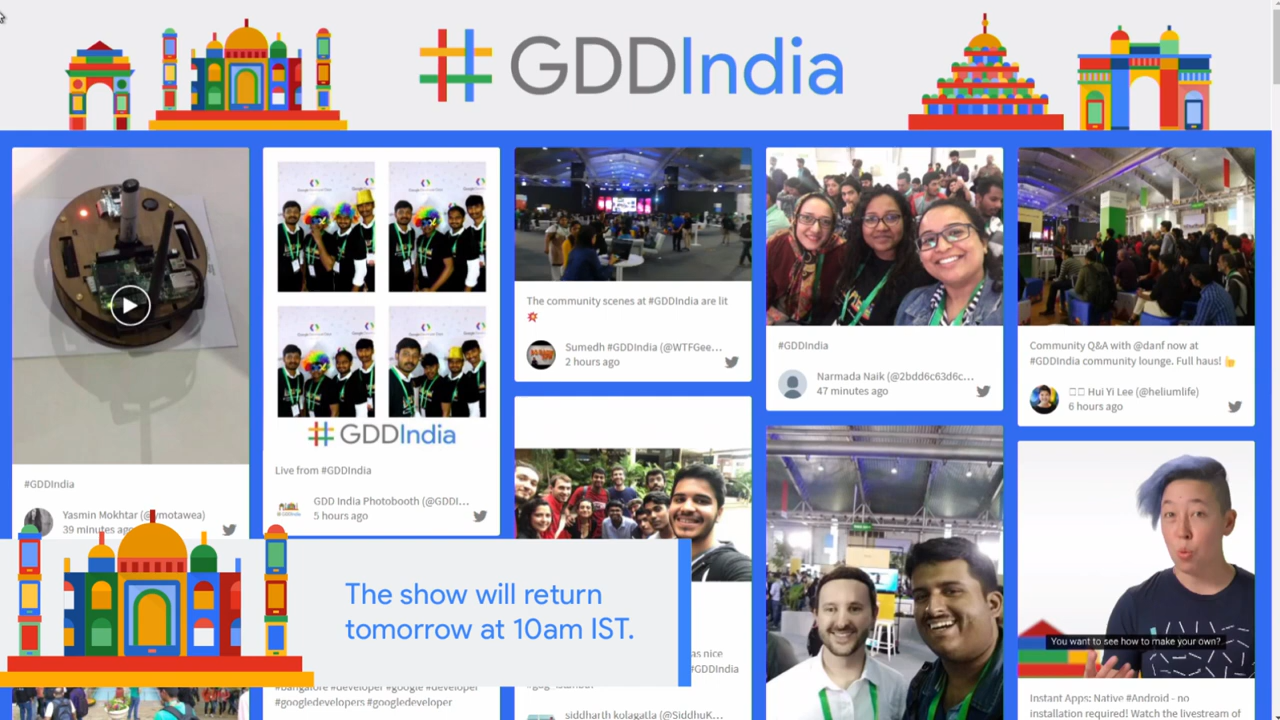 #GDDIndia
#GDDIndia
Yasmin Mokhtar (@ymotawea)
39 minutes ago
#GDDIndia
Live from #GDDIndia
GDD India Photobooth (@GDDI...
5 hours ago
#Bangalore #developer #google #developer
#googledevelopers #googledeveloper
The community scenes at #GDDIndia are lit
Sumedh #GDDIndia (@WTFGee...
2 hours ago
as nice
#GDDIndia
siddharth kolagatla (@SiddhuK...
#GDDIndia
Narmada Naik (@2bdd6c63d6c...
47 minutes ago
Community Q&A with @danf now at
#GDDIndia community lounge. Full haus!
Hui Yi Lee (@heliumlife)
6 hours ago
You want to see how to make your own?
Instant Apps: Native #Android - no
installation required! Watch the livestream of
The show will return
tomorrow at 10am IST.